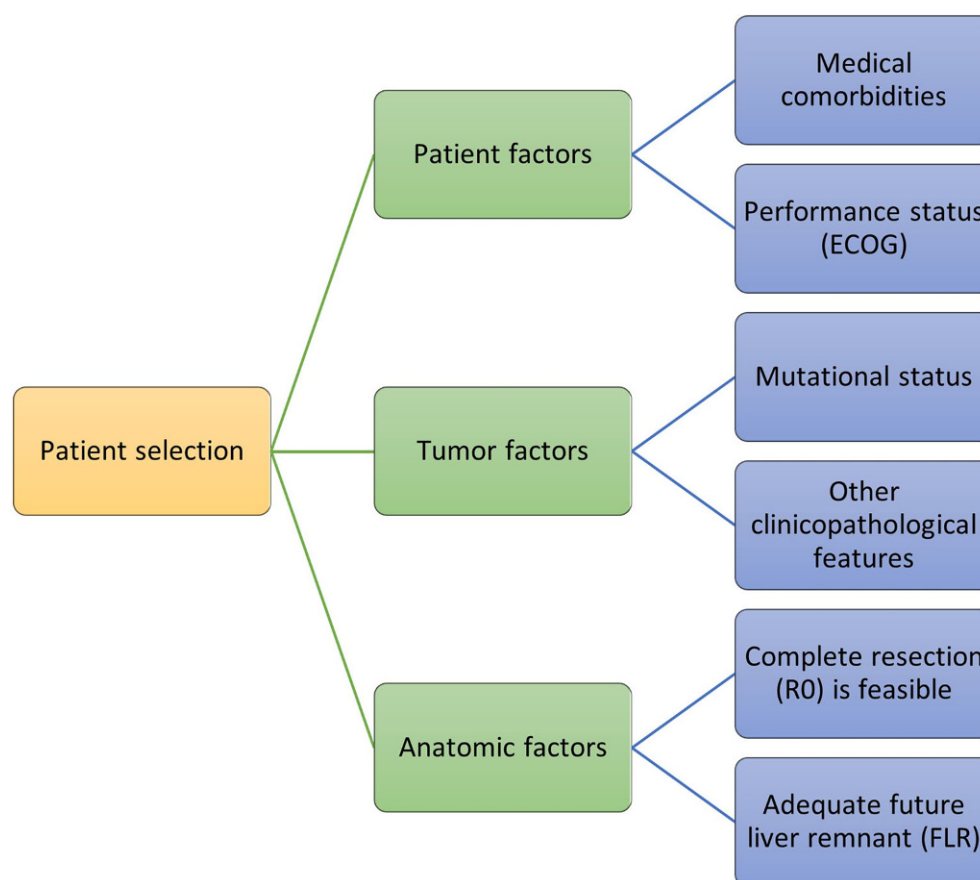 Patient selection
Patient factors
Medical
comorbidities
Performance status
(ECOG)
Tumor factors
Mutational status
Other
clinicopathological
features
Anatomic factors
Complete resection
(R0) is feasible
Adequate future
liver remnant (FLR)